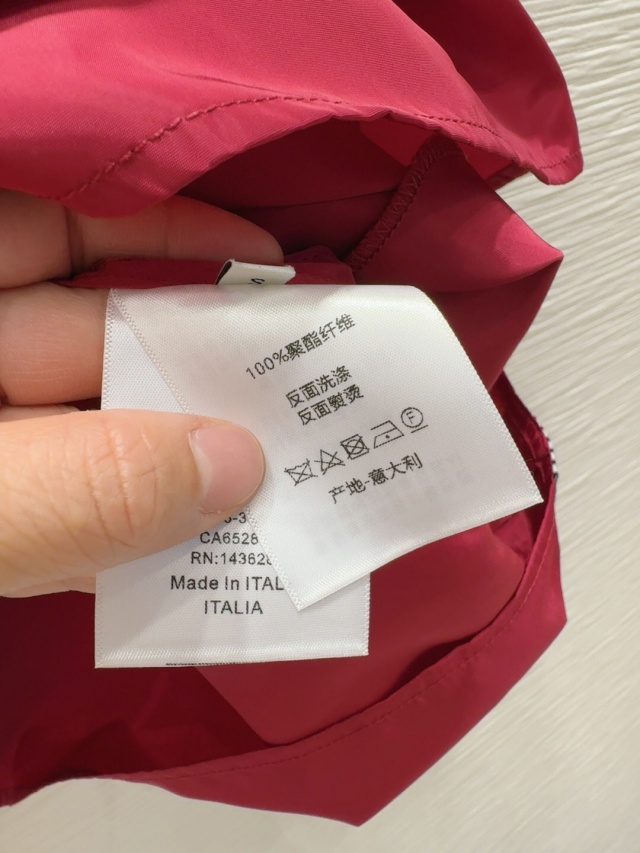 100%聚酯纤维
反面洗涤
反面熨烫
F
产地-意大利
CA6528
RN:143628
Made In ITAL
ITALIA